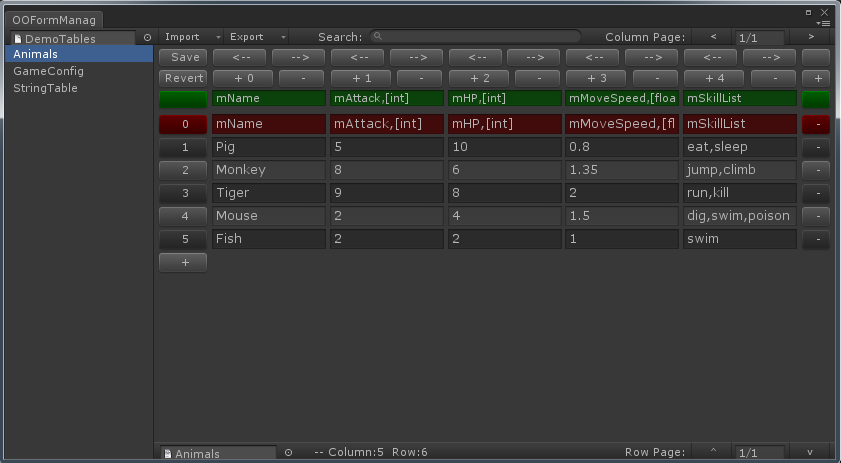 OOFormManag
DemoTables
Import Export Search: Column Page: < 1/1 >
Animals
GameConfig
StringTable
Save <-- --> <-- --> <-- --> <-- --> <-- -->
Revert + 0 - + 1 - + 2 - + 3 - + 4 - +
mName mAttack,[int] mHP,[int] mMoveSpeed,[floa mSkillList
0 mName mAttack,[int] mHP,[int] mMoveSpeed,[fl mSkillList -
1 Pig 5 10 0.8 eat,sleep -
2 Monkey 8 6 1.35 jump,climb -
3 Tiger 9 8 2 run,kill -
4 Mouse 2 4 1.5 dig,swim,poison -
5 Fish 2 2 1 swim -
+
Animals -- Column:5 Row:6 Row Page: ^ 1/1 v